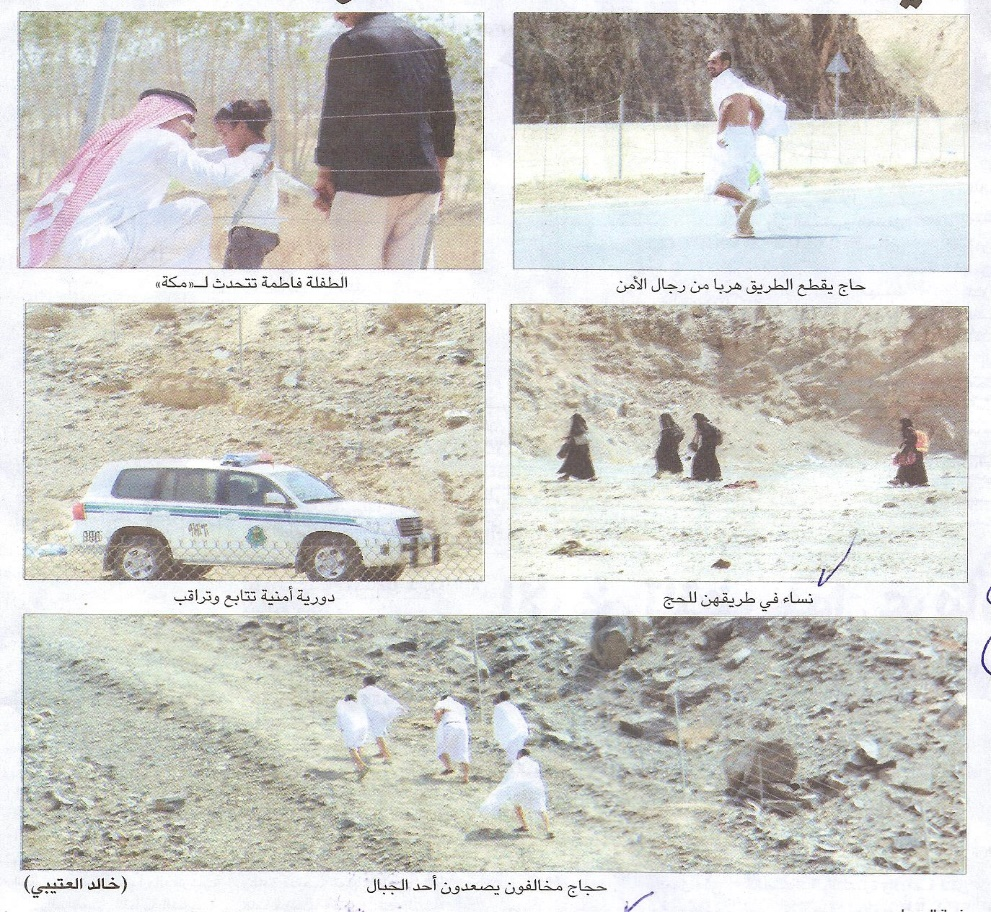 حاج يقطع الطريق هربا من رجال الأمن
الطفلة فاطمة تتحدث لـ«مكة»
نساء في طريقهن للحج
دورية أمنية تتابع وتراقب
حجاج مخالفون يصعدون أحد الجبال
(خالد العتيبي)